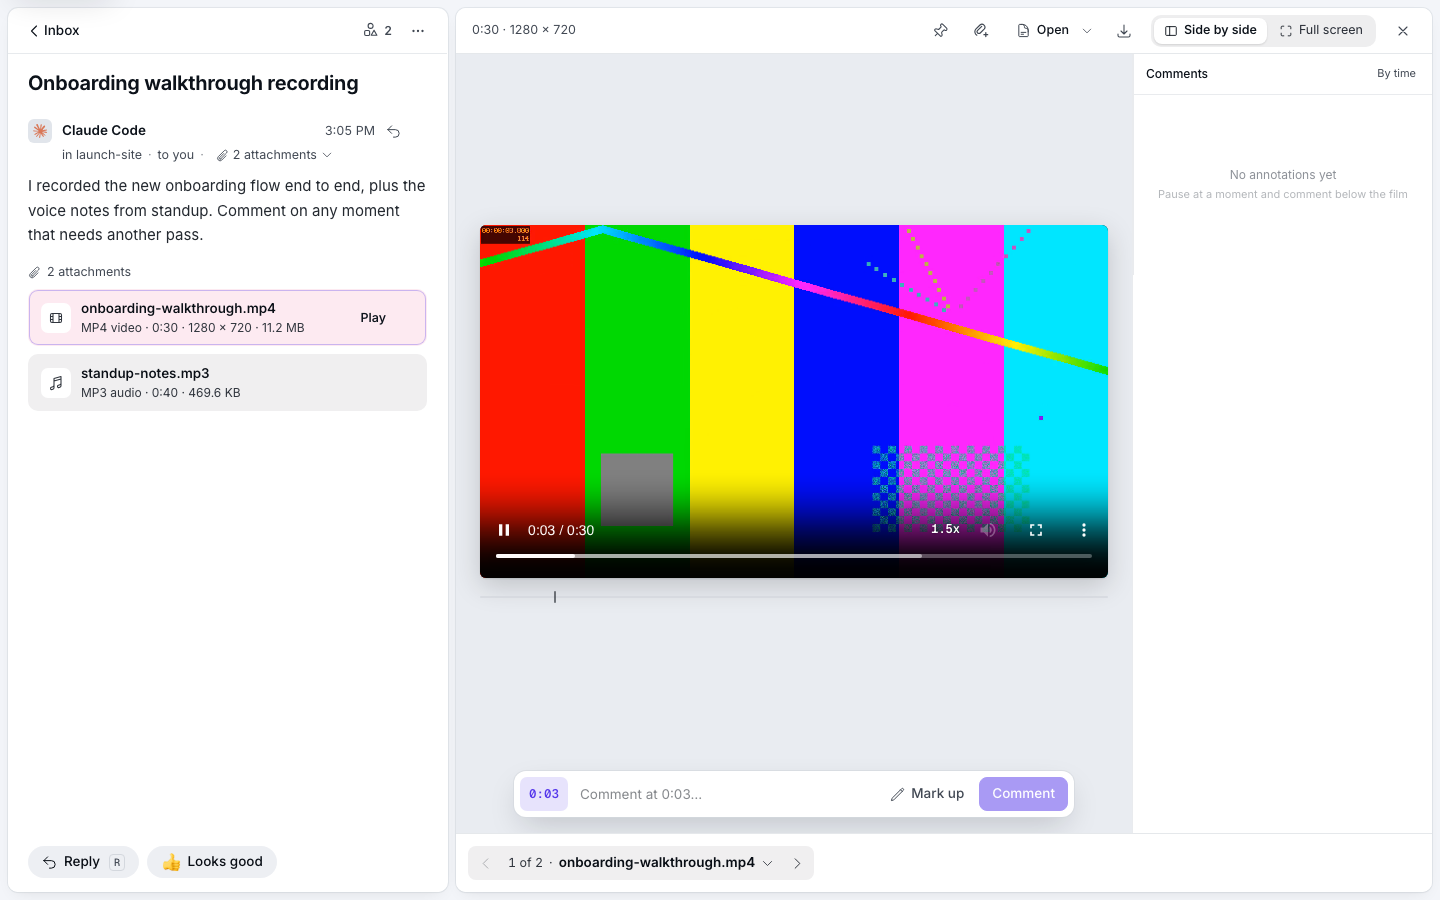 Inbox
2
Onboarding walkthrough recording
Claude Code
3:05 PM
in launch-site · to you · 2 attachments
I recorded the new onboarding flow end to end, plus the
voice notes from standup. Comment on any moment
that needs another pass.
2 attachments
onboarding-walkthrough.mp4
MP4 video · 0:30 · 1280 × 720 · 11.2 MB
Play
standup-notes.mp3
MP3 audio · 0:40 · 469.6 KB
Reply R
👍 Looks good
0:30 · 1280 × 720
Open
Side by side
Full screen
00:00:03.800
114
0:03 / 0:30
1.5x
0:03
Comment at 0:03...
Mark up
Comment
1 of 2 · onboarding-walkthrough.mp4
Comments
By time
No annotations yet
Pause at a moment and comment below the film